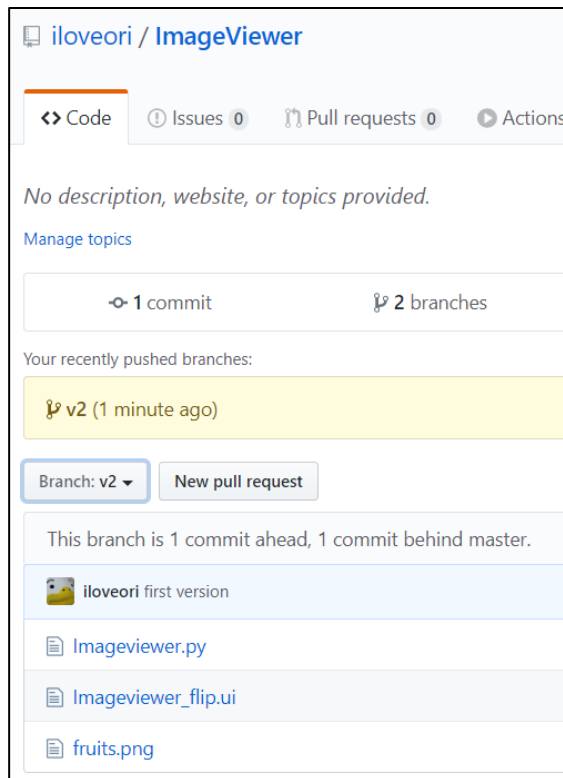 iloveori / ImageViewer
Code Issues 0 Pull requests 0 Actions
No description, website, or topics provided.
Manage topics
1 commit 2 branches
Your recently pushed branches:
v2 (1 minute ago)
Branch: v2 New pull request
This branch is 1 commit ahead, 1 commit behind master.
iloveori first version
Imageviewer.py
Imageviewer_flip.ui
fruits.png